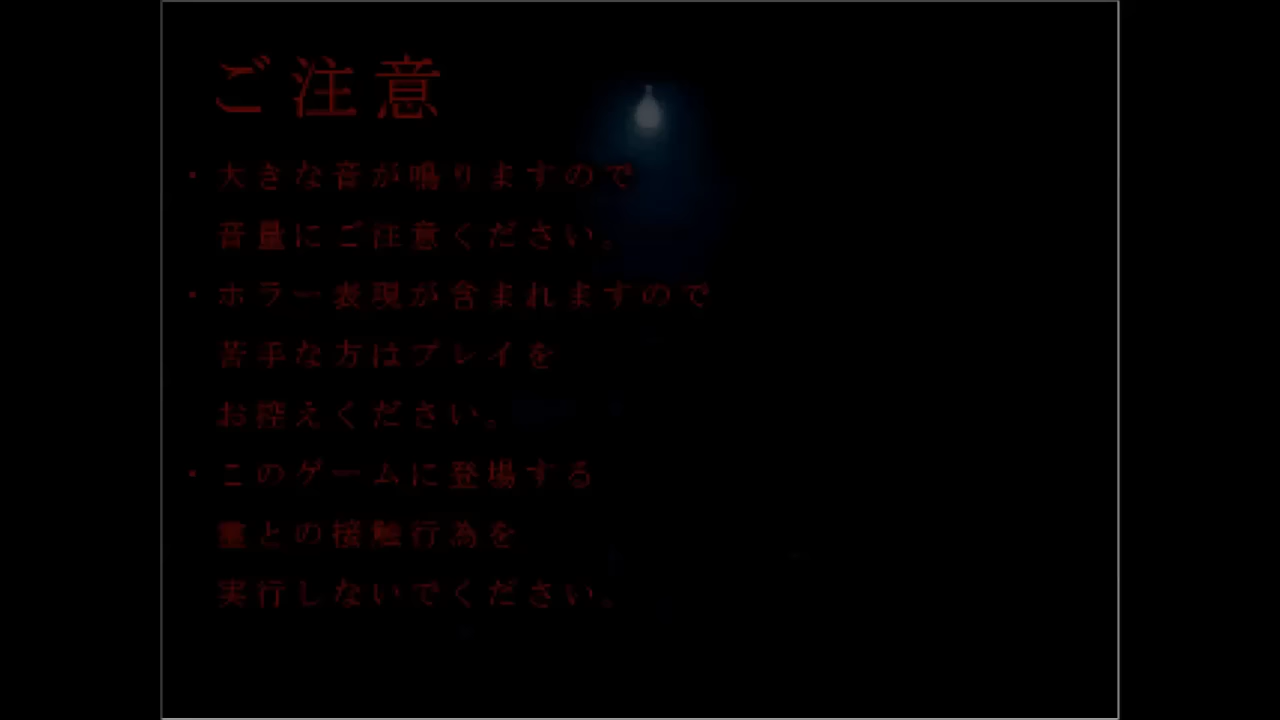 ご注意
・大きな音が鳴りますので
音量にご注意ください。
・ホラー表現が含まれますので
苦手な方はプレイを
お控えください。
・このゲームに登場する
霊との接触行為を
実行しないでください。